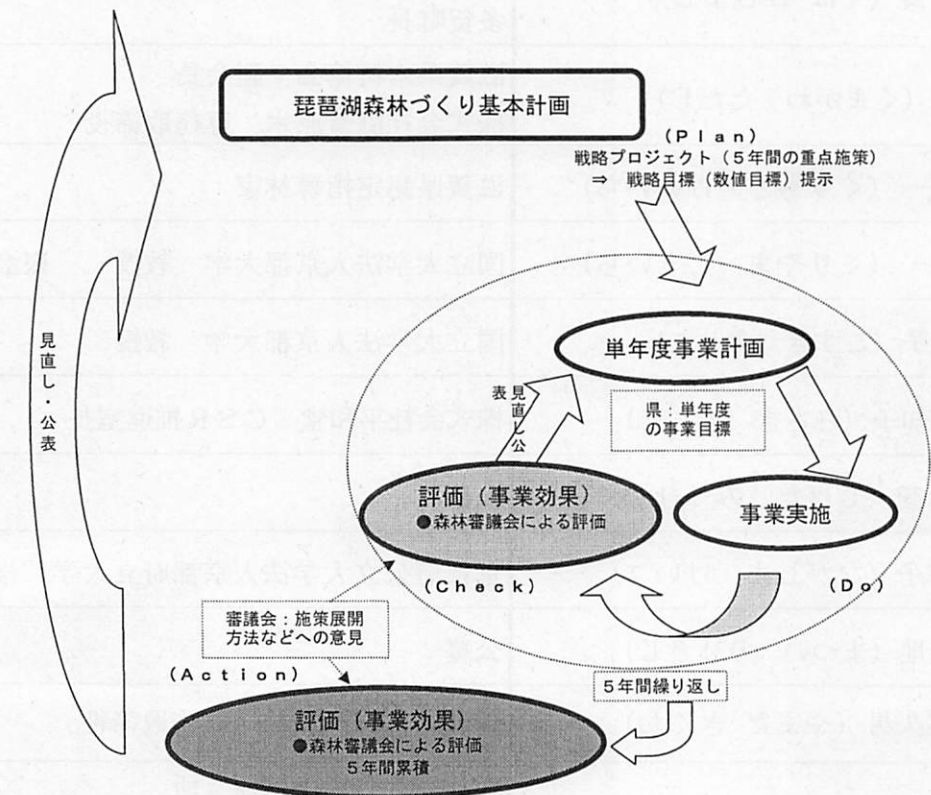 琵琶湖森林づくり基本計画
(Plan)
戦略プロジェクト(5年間の重点施策)
⇒ 戦略目標(数値目標)提示
単年度事業計画
見直し・公表
県:単年度
の事業目標
評価(事業効果)
●森林審議会による評価
事業実施
(Check)
(Do)
審議会:施策展開
方法などへの意見
(Action)
5年間繰り返し
評価(事業効果)
●森林審議会による評価
5年間累積
見直し公
表